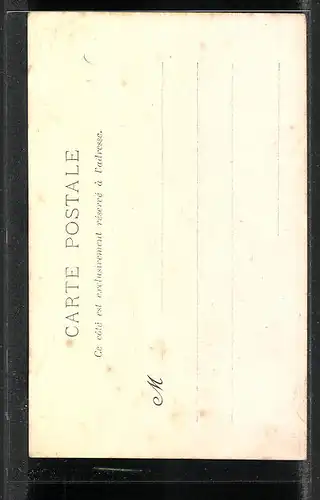 CARTE POSTALE
Ce côté est exclusivement réservé à l'adresse.
M